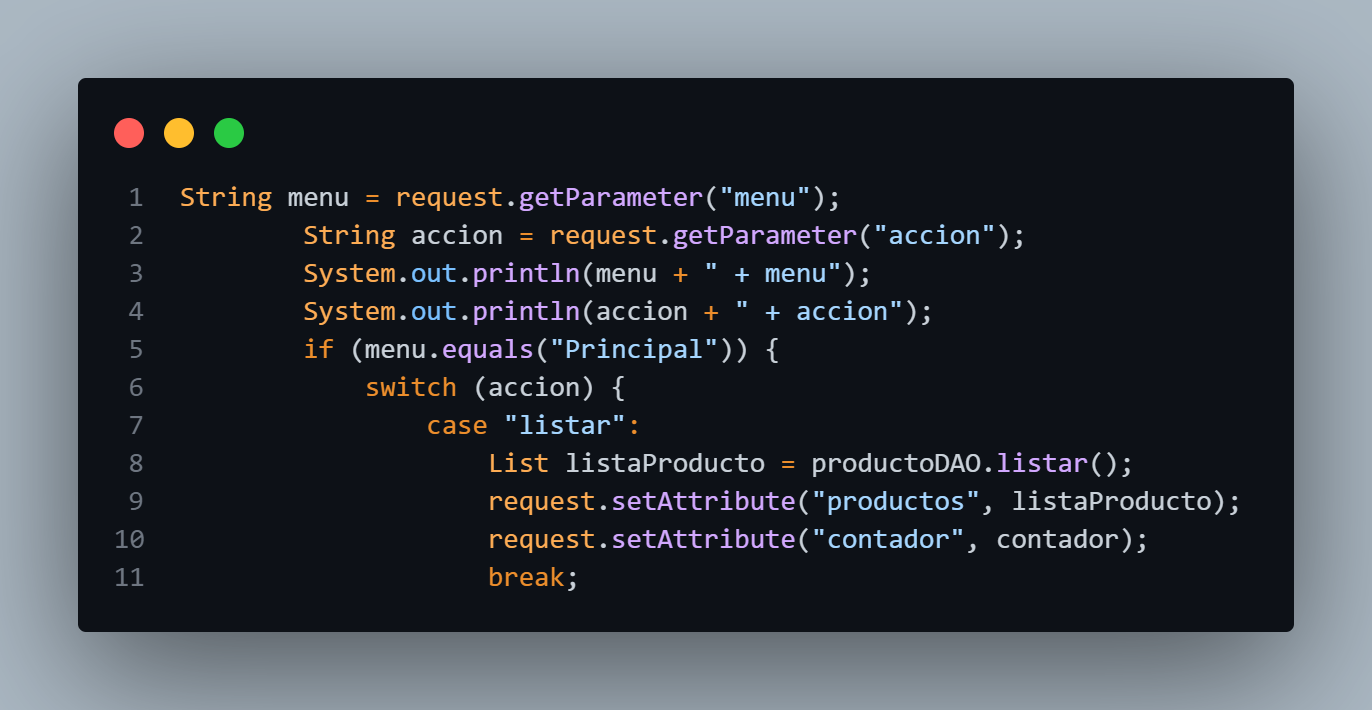 1 String menu = request.getParameter("menu");
2         String accion = request.getParameter("accion");
3         System.out.println(menu + " + menu");
4         System.out.println(accion + " + accion");
5         if (menu.equals("Principal")) {
6             switch (accion) {
7                 case "listar":
8                     List listaProducto = productoDAO.listar();
9                     request.setAttribute("productos", listaProducto);
10                     request.setAttribute("contador", contador);
11                     break;